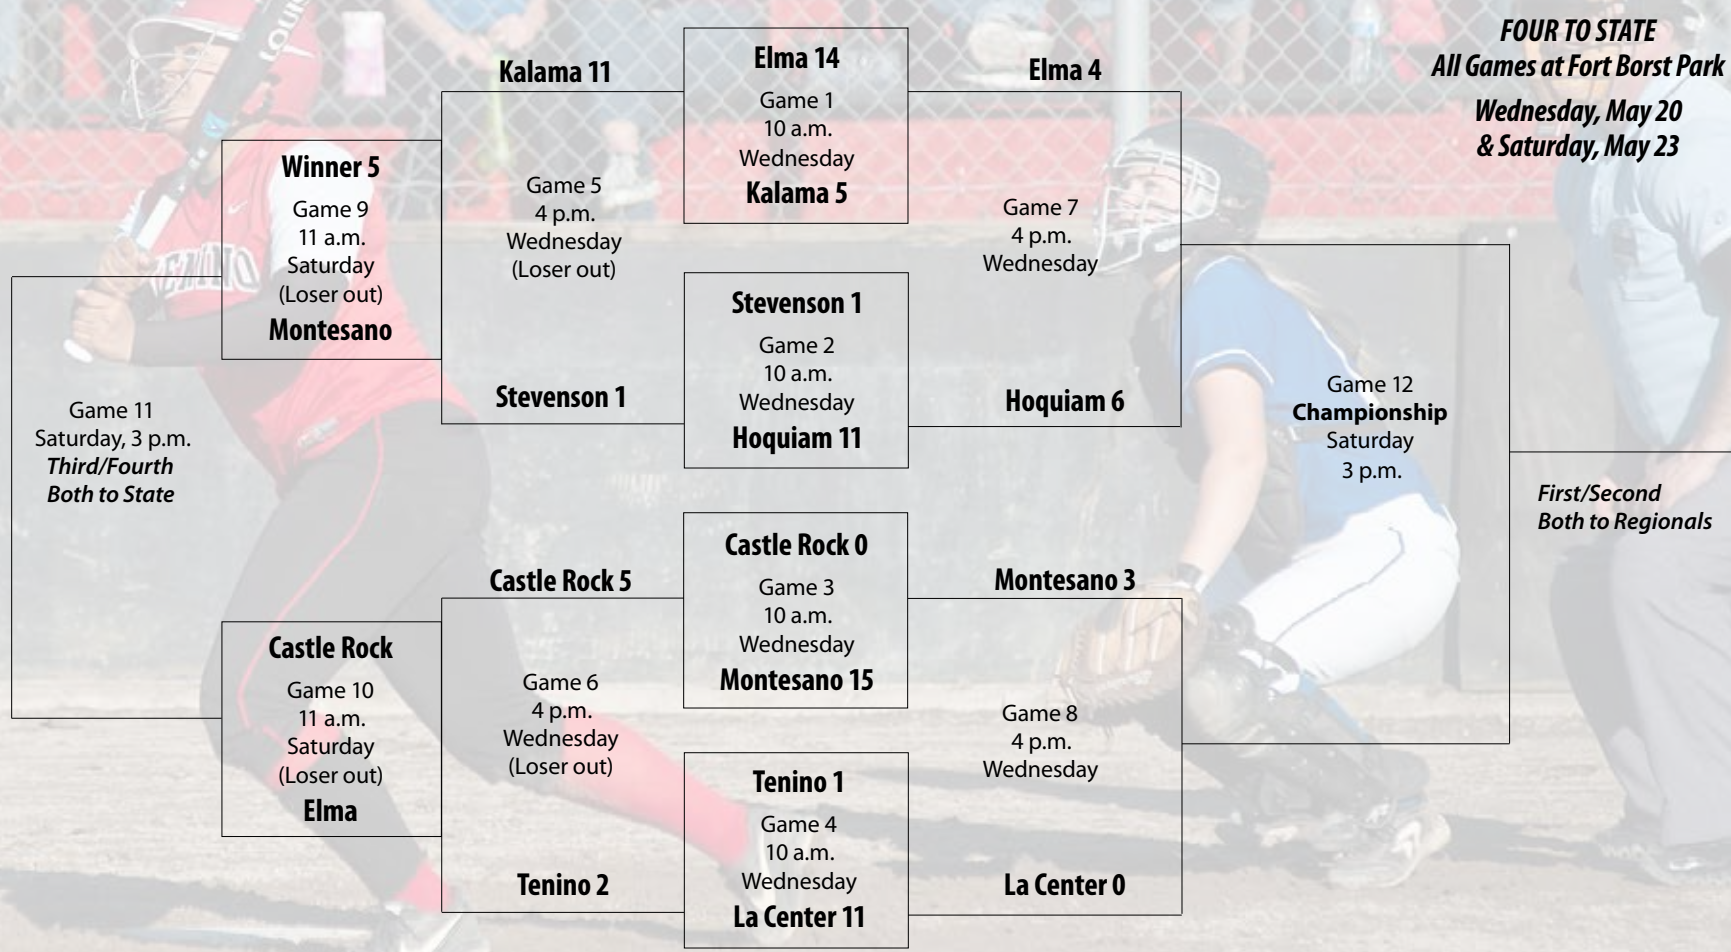 FOUR TO STATE
All Games at Fort Borst Park
Wednesday, May 20
& Saturday, May 23
Winner 5
Game 9
11 a.m.
Saturday
(Loser out)
Montesano
Game 11
Saturday, 3 p.m.
Third/Fourth
Both to State
Castle Rock
Game 10
11 a.m.
Saturday
(Loser out)
Elma
Kalama 11
Game 5
4 p.m.
Wednesday
(Loser out)
Stevenson 1
Castle Rock 5
Game 6
4 p.m.
Wednesday
(Loser out)
Tenino 2
Elma 14
Game 1
10 a.m.
Wednesday
Kalama 5
Stevenson 1
Game 2
10 a.m.
Wednesday
Hoquiam 11
Castle Rock 0
Game 3
10 a.m.
Wednesday
Montesano 15
Tenino 1
Game 4
10 a.m.
Wednesday
La Center 11
Elma 4
Game 7
4 p.m.
Wednesday
Hoquiam 6
Montesano 3
Game 8
4 p.m.
Wednesday
La Center 0
Game 12
Championship
Saturday
3 p.m.
First/Second
Both to Regionals